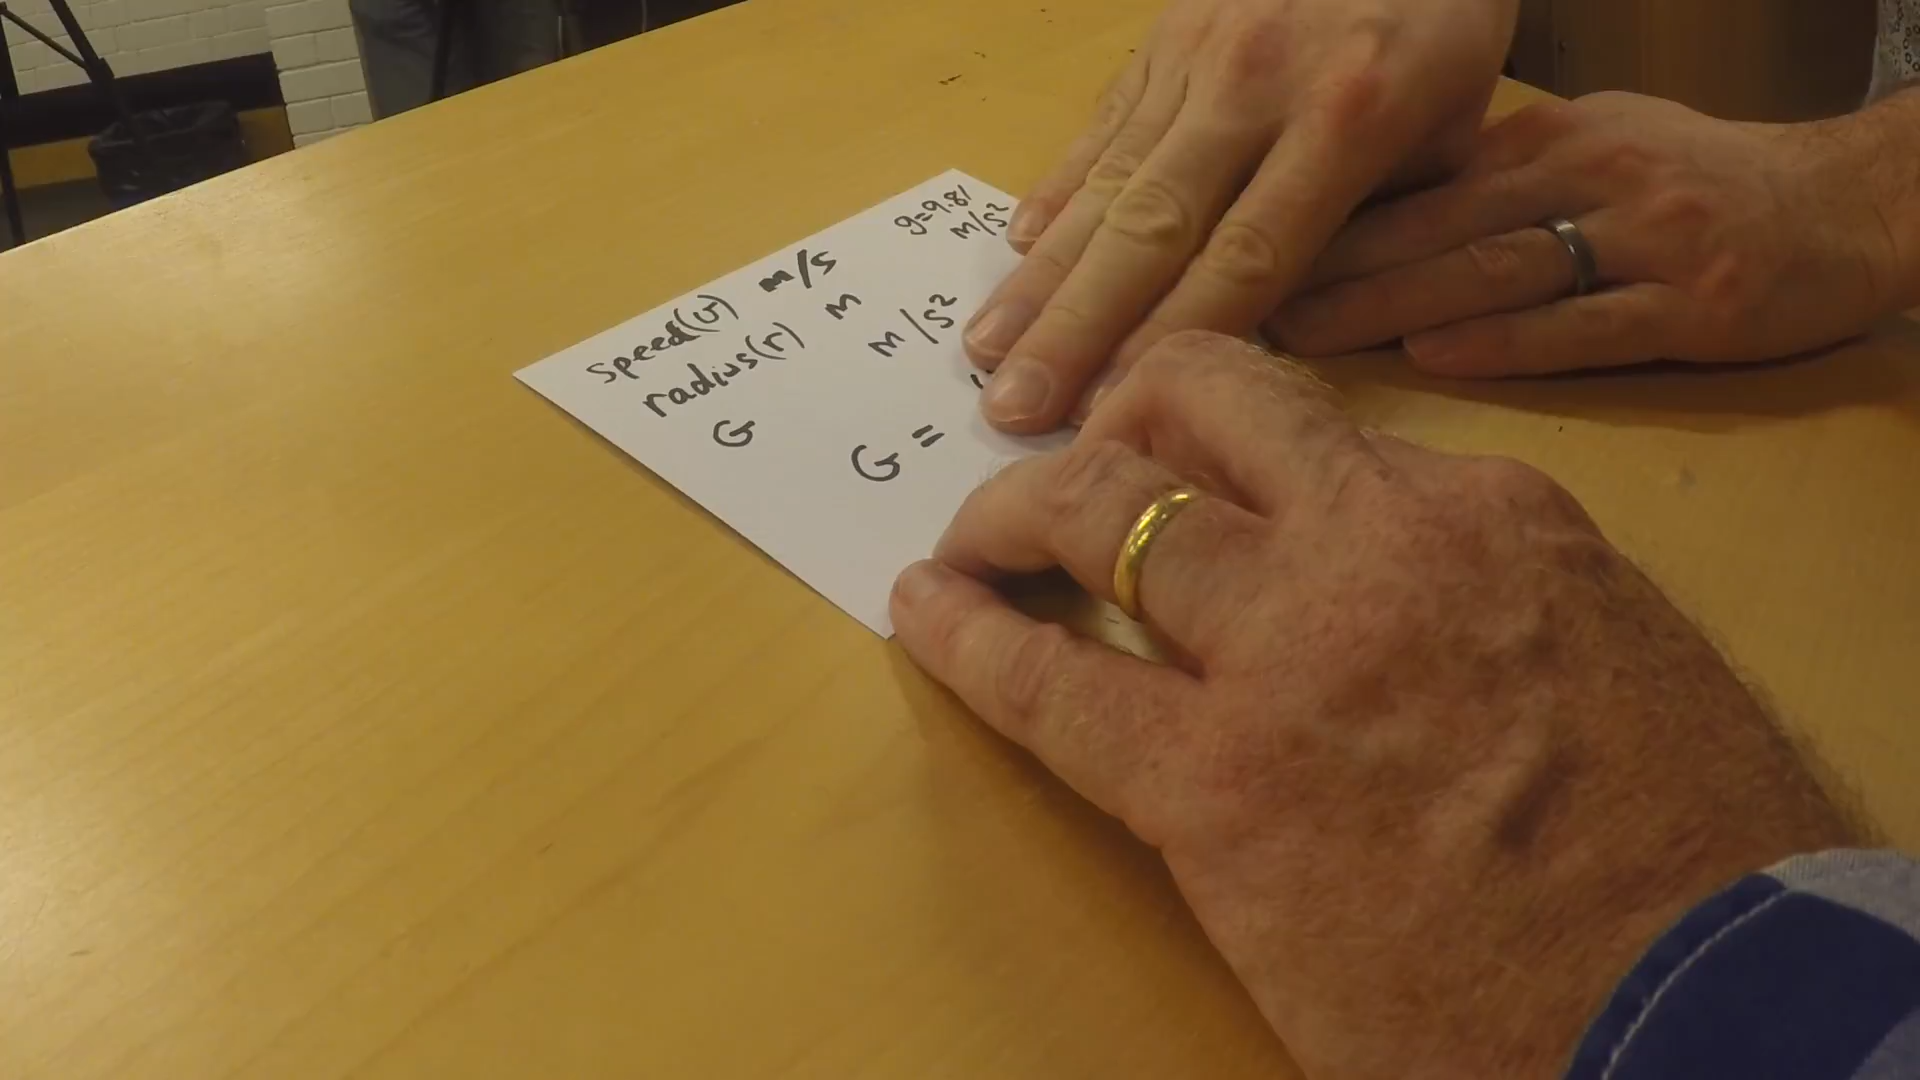 g=9.81
m/s²
speed(v) m/s
radius(r) m
G m/s²
G =